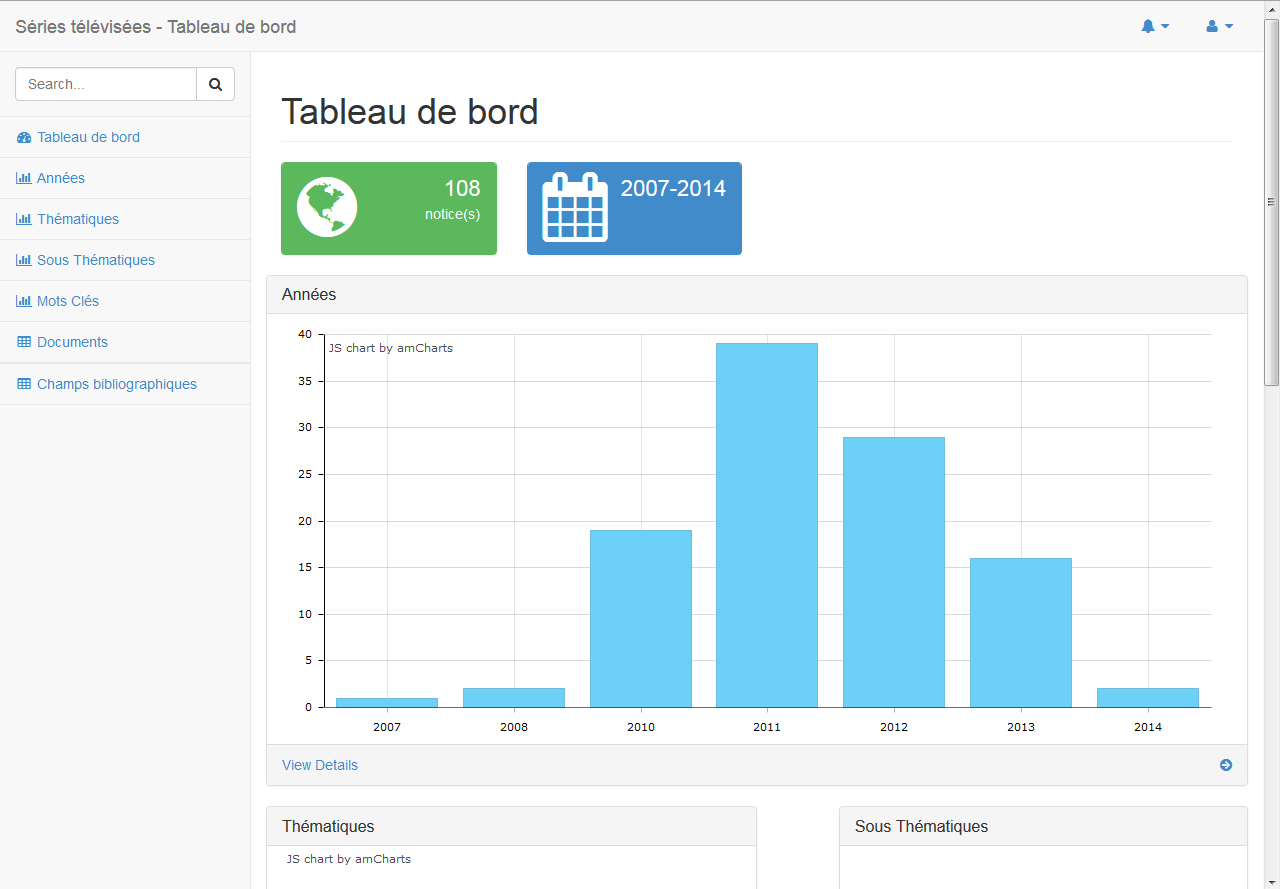 Séries télévisées - Tableau de bord
Search...
Tableau de bord
Années
Thématiques
Sous Thématiques
Mots Clés
Documents
Champs bibliographiques
Tableau de bord
108
notice(s)
2007-2014
Années
JS chart by amCharts
40
35
30
25
20
15
10
5
0
2007 2008 2010 2011 2012 2013 2014
View Details
Thématiques
JS chart by amCharts
Sous Thématiques